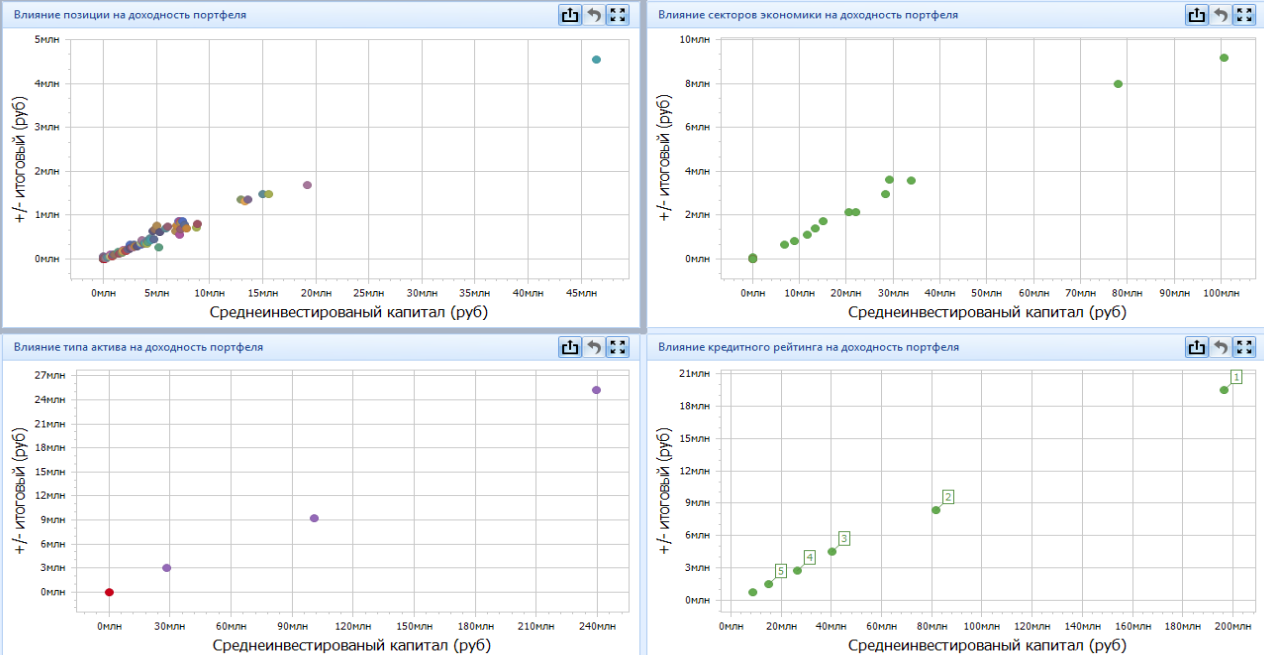 Влияние позиции на доходность портфеля
5млн
4млн
3млн
2млн
1млн
0млн
+/- итоговый (руб)
0млн 5млн 10млн 15млн 20млн 25млн 30млн 35млн 40млн 45млн
Среднеинвестированый капитал (руб)
Влияние секторов экономики на доходность портфеля
10млн
8млн
6млн
4млн
2млн
0млн
+/- итоговый (руб)
0млн 10млн 20млн 30млн 40млн 50млн 60млн 70млн 80млн 90млн 100млн
Среднеинвестированый капитал (руб)
Влияние типа актива на доходность портфеля
27млн
24млн
21млн
18млн
15млн
12млн
9млн
6млн
3млн
0млн
+/- итоговый (руб)
0млн 30млн 60млн 90млн 120млн 150млн 180млн 210млн 240млн
Среднеинвестированый капитал (руб)
Влияние кредитного рейтинга на доходность портфеля
21млн
18млн
15млн
12млн
9млн
6млн
3млн
0млн
+/- итоговый (руб)
1
2
3
4
5
0млн 20млн 40млн 60млн 80млн 100млн 120млн 140млн 160млн 180млн 200млн
Среднеинвестированый капитал (руб)